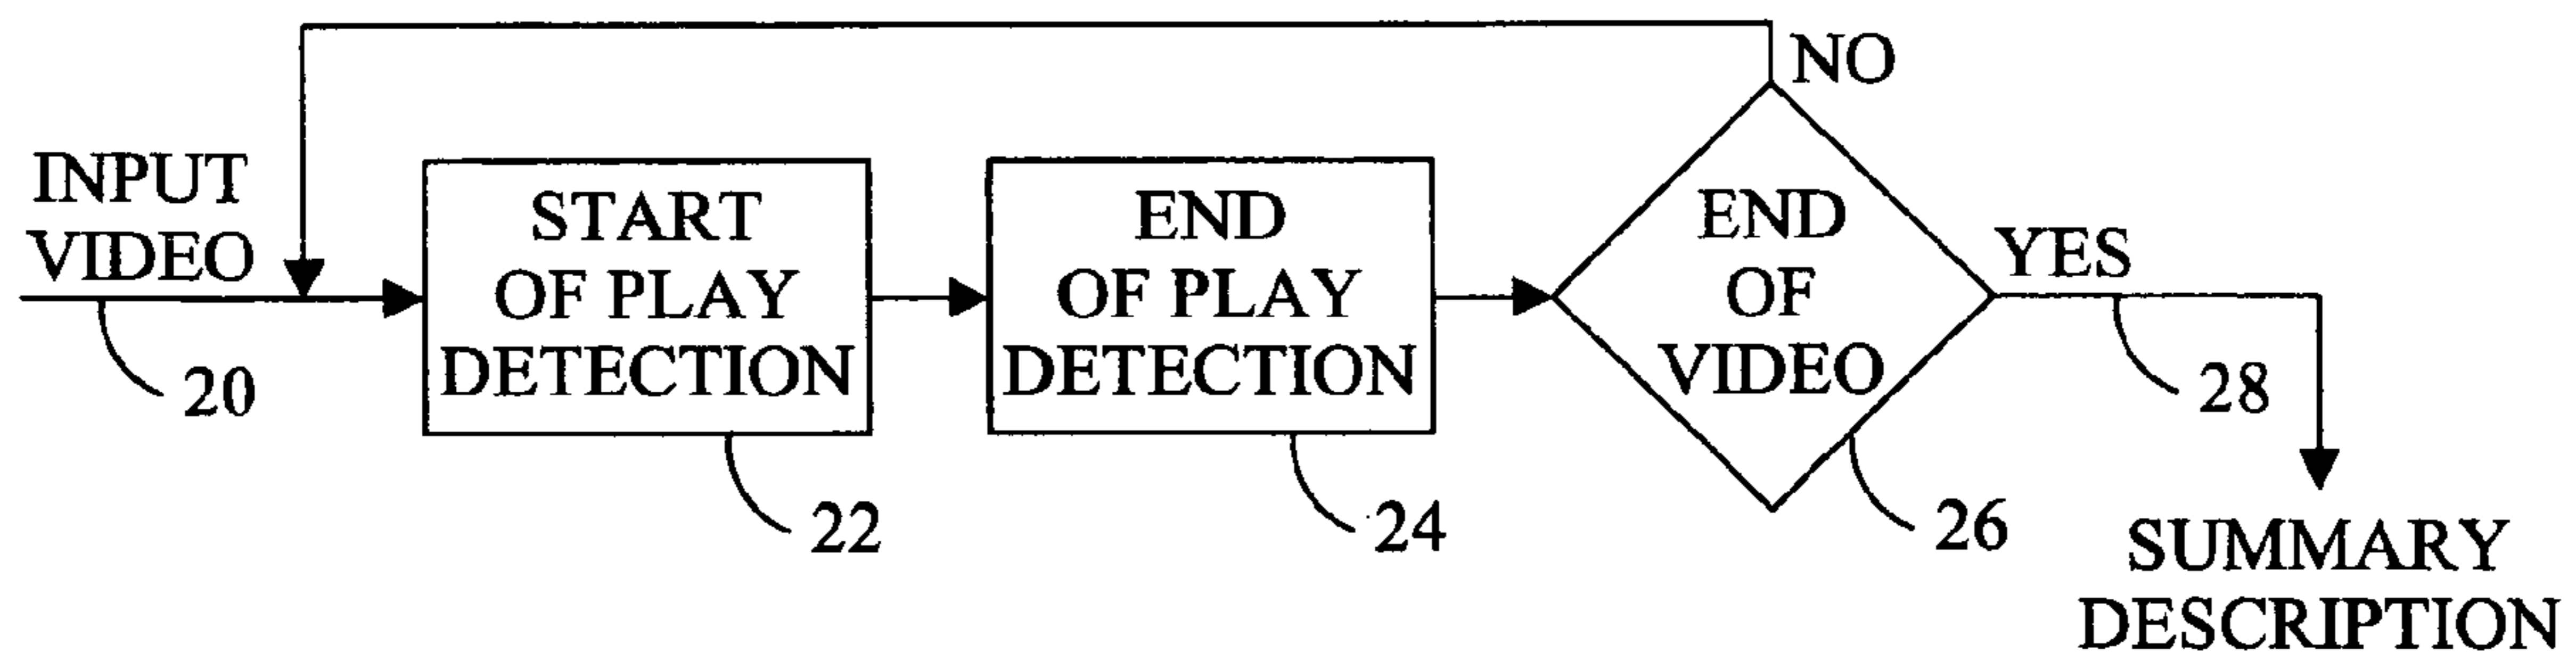 INPUT
VIDEO
20
START
OF PLAY
DETECTION
22
END
OF PLAY
DETECTION
24
END
OF
VIDEO
26
NO
YES
28
SUMMARY
DESCRIPTION